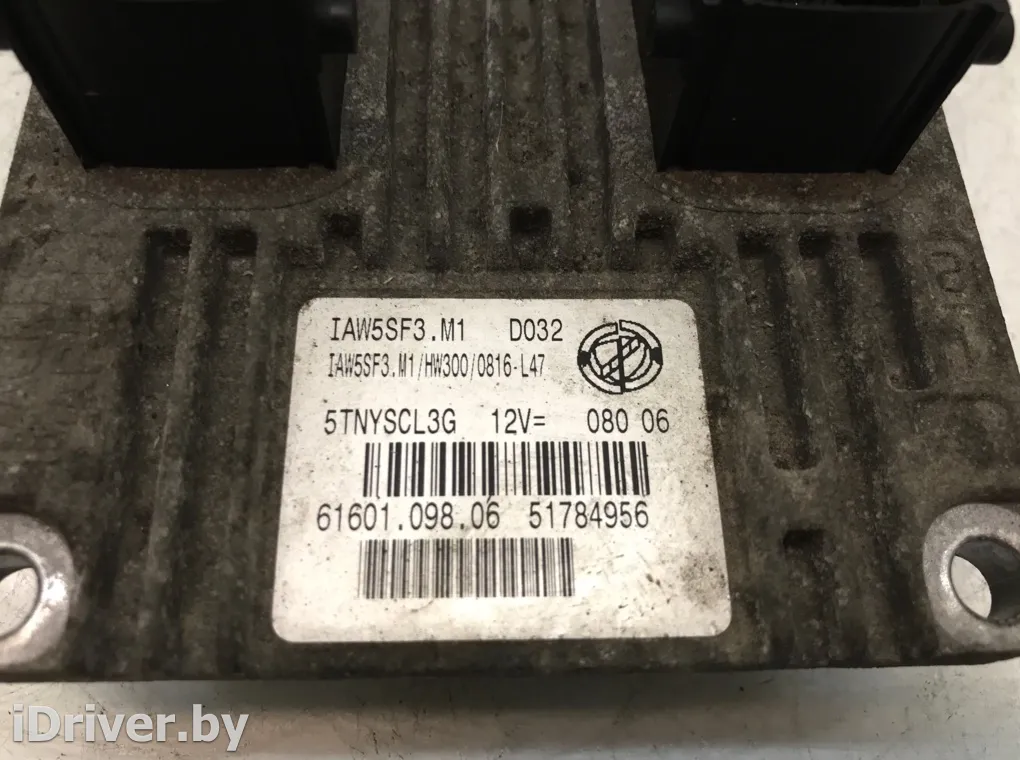 IAW5SF3.M1 D032
IAW5SF3.M1/HW300/0816-L47
5TNYSCL3G 12V= 080 06
61601.098.06 51784956
iDriver.by